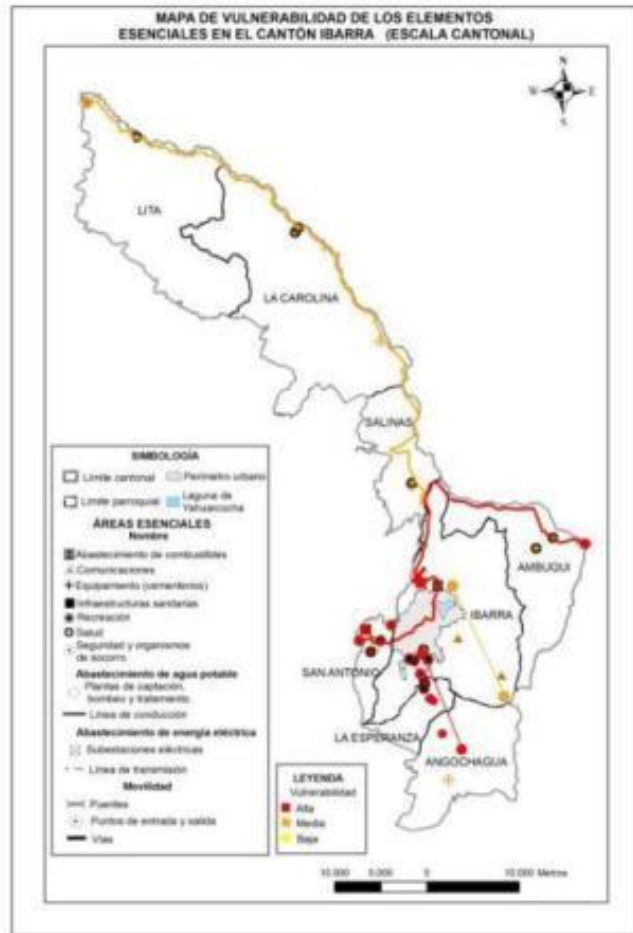 MAPA DE VULNERABILIDAD DE LOS ELEMENTOS
ESENCIALES EN EL CANTÓN IBARRA (ESCALA CANTONAL)
N
W E
S
LITA
LA CAROLINA
SALINAS
AMBUQUI
IBARRA
SAN ANTONIO
LA ESPERANZA
ANGOCHAGUA
SIMBOLOGÍA
Limite cantonal
Perimetro urbano
Limite parroquial
Laguna de
Yahuarcocha
ÁREAS ESENCIALES
Nombre
Abastecimiento de combustibles
Comunicaciones
Equipamiento (cementerios)
Infraestructuras sanitarias
Recreación
Salud
Seguridad y organismos
de socorro
Abastecimiento de agua potable
Plantas de captación,
bombeo y tratamiento
Línea de conducción
Abastecimiento de energía eléctrica
Subestaciones eléctricas
Línea de transmisión
Movilidad
Puentes
Puntos de entrada y salida
Vías
LEYENDA
Vulnerabilidad
Alta
Media
Baja
10.000 5.000 0 10.000 Metros